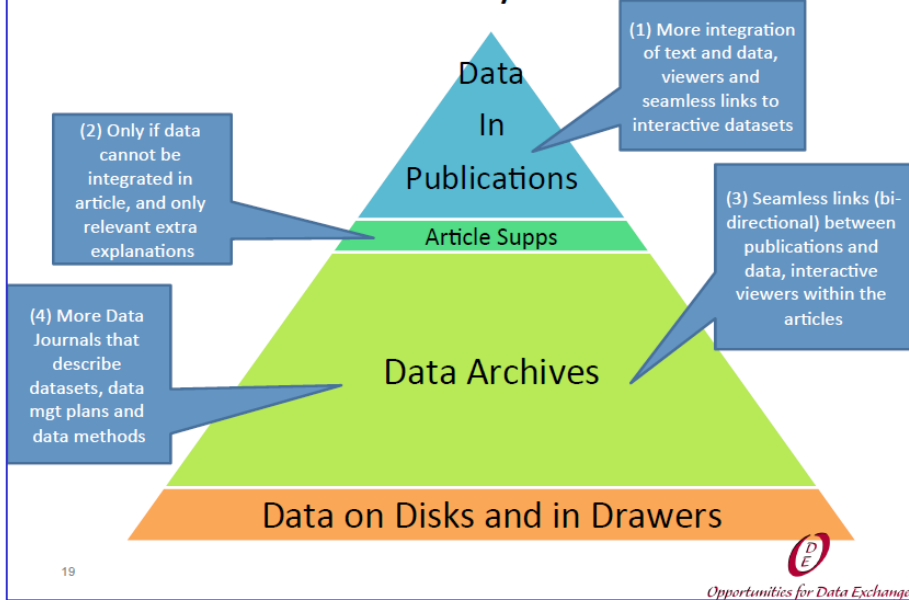 (1) More integration
of text and data,
viewers and
seamless links to
interactive datasets
Data
In
Publications
(2) Only if data
cannot be
integrated in
article, and only
relevant extra
explanations
Article Supps
(3) Seamless links (bi-
directional) between
publications and
data, interactive
viewers within the
articles
(4) More Data
Journals that
describe
datasets, data
mgt plans and
data methods
Data Archives
Data on Disks and in Drawers
19
O
D
E
Opportunities for Data Exchange